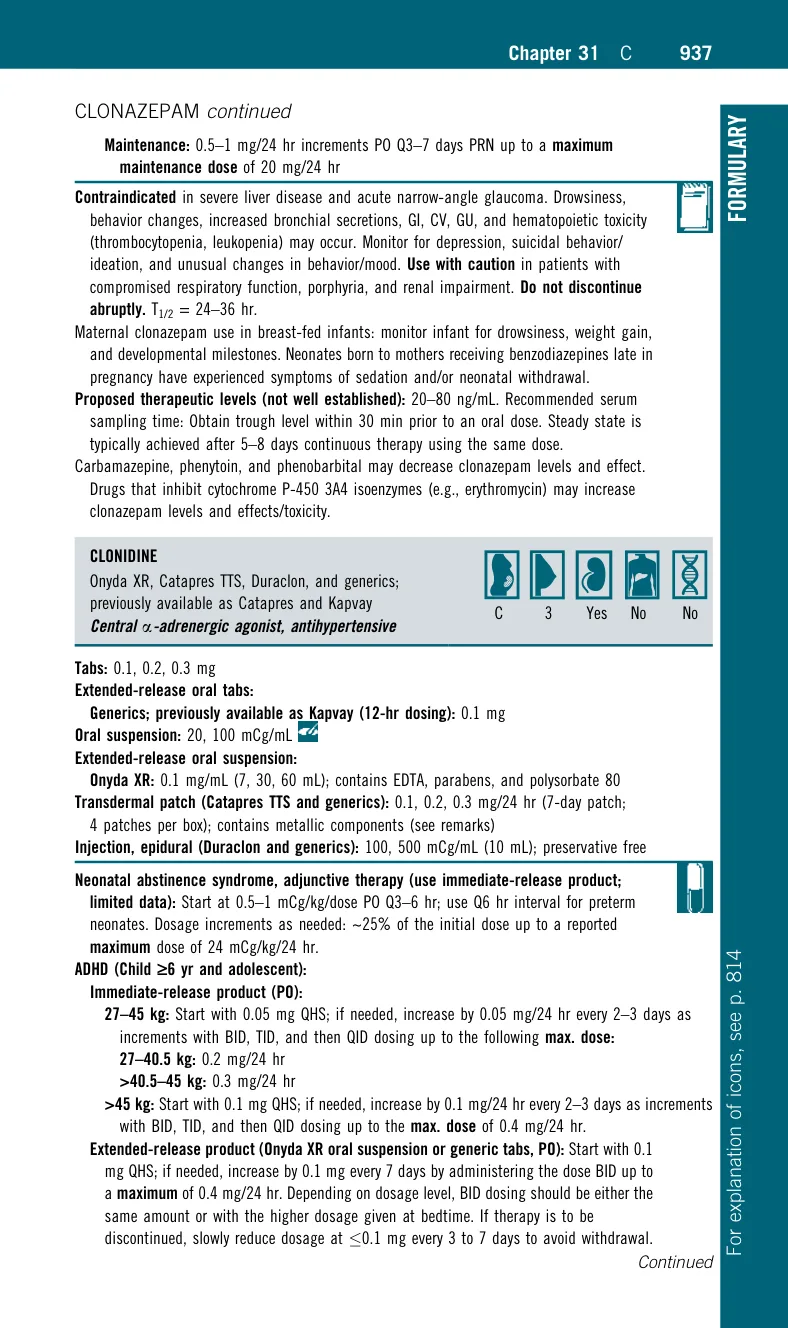 Chapter 31 C 937
CLONAZEPAM continued
Maintenance: 0.5–1 mg/24 hr increments PO Q3–7 days PRN up to a maximum
maintenance dose of 20 mg/24 hr
Contraindicated in severe liver disease and acute narrow-angle glaucoma. Drowsiness,
behavior changes, increased bronchial secretions, GI, CV, GU, and hematopoietic toxicity
(thrombocytopenia, leukopenia) may occur. Monitor for depression, suicidal behavior/
ideation, and unusual changes in behavior/mood. Use with caution in patients with
compromised respiratory function, porphyria, and renal impairment. Do not discontinue
abruptly. T1/2 = 24–36 hr.
Maternal clonazepam use in breast-fed infants: monitor infant for drowsiness, weight gain,
and developmental milestones. Neonates born to mothers receiving benzodiazepines late in
pregnancy have experienced symptoms of sedation and/or neonatal withdrawal.
Proposed therapeutic levels (not well established): 20–80 ng/mL. Recommended serum
sampling time: Obtain trough level within 30 min prior to an oral dose. Steady state is
typically achieved after 5–8 days continuous therapy using the same dose.
Carbamazepine, phenytoin, and phenobarbital may decrease clonazepam levels and effect.
Drugs that inhibit cytochrome P-450 3A4 isoenzymes (e.g., erythromycin) may increase
clonazepam levels and effects/toxicity.
CLONIDINE
Onyda XR, Catapres TTS, Duraclon, and generics;
previously available as Catapres and Kapvay
Central α-adrenergic agonist, antihypertensive
C 3 Yes No No
Tabs: 0.1, 0.2, 0.3 mg
Extended-release oral tabs:
Generics; previously available as Kapvay (12-hr dosing): 0.1 mg
Oral suspension: 20, 100 mCg/mL
Extended-release oral suspension:
Onyda XR: 0.1 mg/mL (7, 30, 60 mL); contains EDTA, parabens, and polysorbate 80
Transdermal patch (Catapres TTS and generics): 0.1, 0.2, 0.3 mg/24 hr (7-day patch;
4 patches per box); contains metallic components (see remarks)
Injection, epidural (Duraclon and generics): 100, 500 mCg/mL (10 mL); preservative free
Neonatal abstinence syndrome, adjunctive therapy (use immediate-release product;
limited data): Start at 0.5–1 mCg/kg/dose PO Q3–6 hr; use Q6 hr interval for preterm
neonates. Dosage increments as needed: ~25% of the initial dose up to a reported
maximum dose of 24 mCg/kg/24 hr.
ADHD (Child ≥6 yr and adolescent):
Immediate-release product (PO):
27–45 kg: Start with 0.05 mg QHS; if needed, increase by 0.05 mg/24 hr every 2–3 days as
increments with BID, TID, and then QID dosing up to the following max. dose:
27–40.5 kg: 0.2 mg/24 hr
>40.5–45 kg: 0.3 mg/24 hr
>45 kg: Start with 0.1 mg QHS; if needed, increase by 0.1 mg/24 hr every 2–3 days as increments
with BID, TID, and then QID dosing up to the max. dose of 0.4 mg/24 hr.
Extended-release product (Onyda XR oral suspension or generic tabs, PO): Start with 0.1
mg QHS; if needed, increase by 0.1 mg every 7 days by administering the dose BID up to
a maximum of 0.4 mg/24 hr. Depending on dosage level, BID dosing should be either the
same amount or with the higher dosage given at bedtime. If therapy is to be
discontinued, slowly reduce dosage at ≤0.1 mg every 3 to 7 days to avoid withdrawal.
Continued
FORMULARY
For explanation of icons, see p. 814